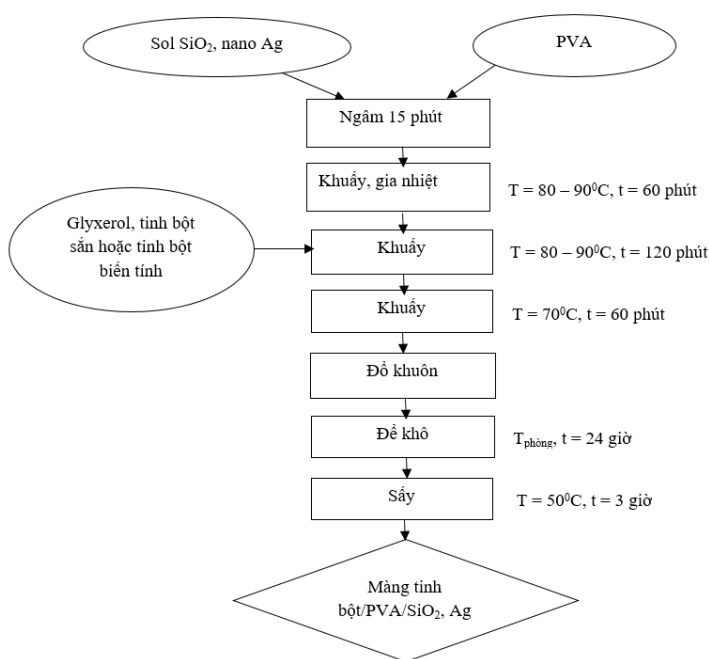 Sol SiO₂, nano Ag
PVA
Ngâm 15 phút
Khuấy, gia nhiệt
T = 80 – 90⁰C, t = 60 phút
Glyxerol, tinh bột
sắn hoặc tinh bột
biến tính
Khuấy
T = 80 – 90⁰C, t = 120 phút
Khuấy
T = 70⁰C, t = 60 phút
Đổ khuôn
Để khô
Tphòng, t = 24 giờ
Sấy
T = 50⁰C, t = 3 giờ
Màng tinh
bột/PVA/SiO₂, Ag